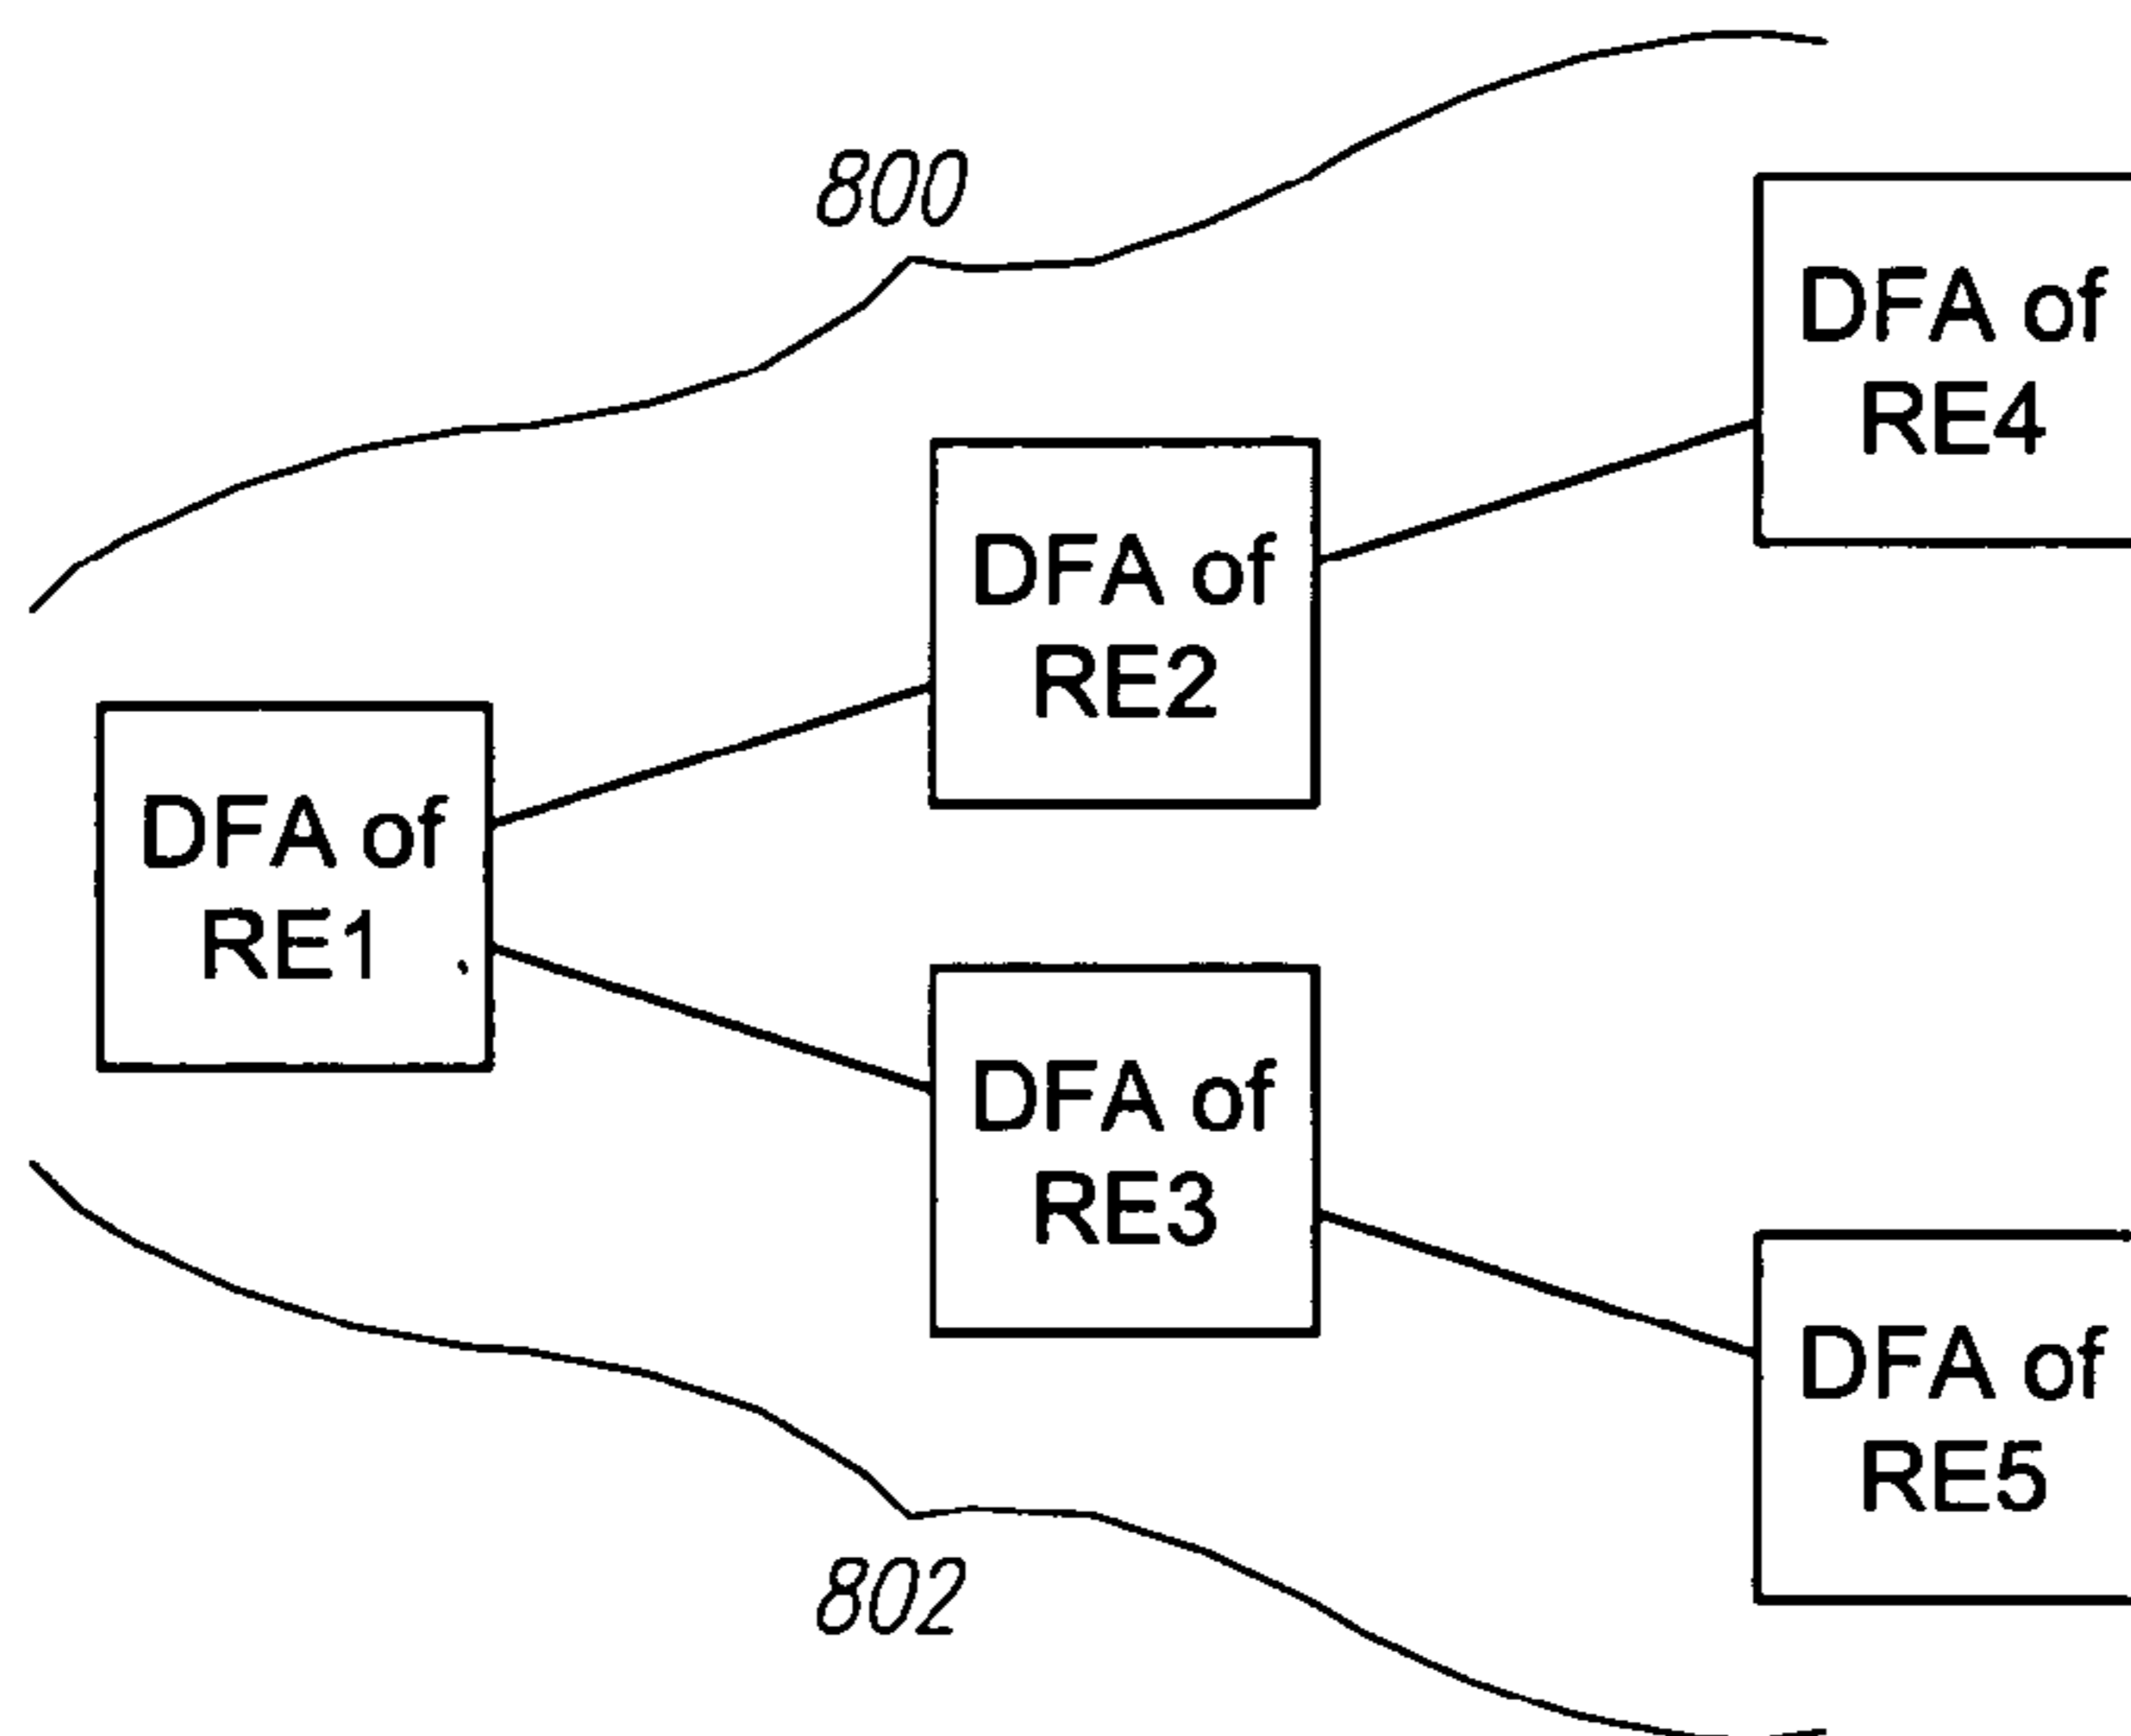 800
DFA of
RE4
DFA of
RE2
DFA of
RE1
DFA of
RE3
DFA of
RE5
802